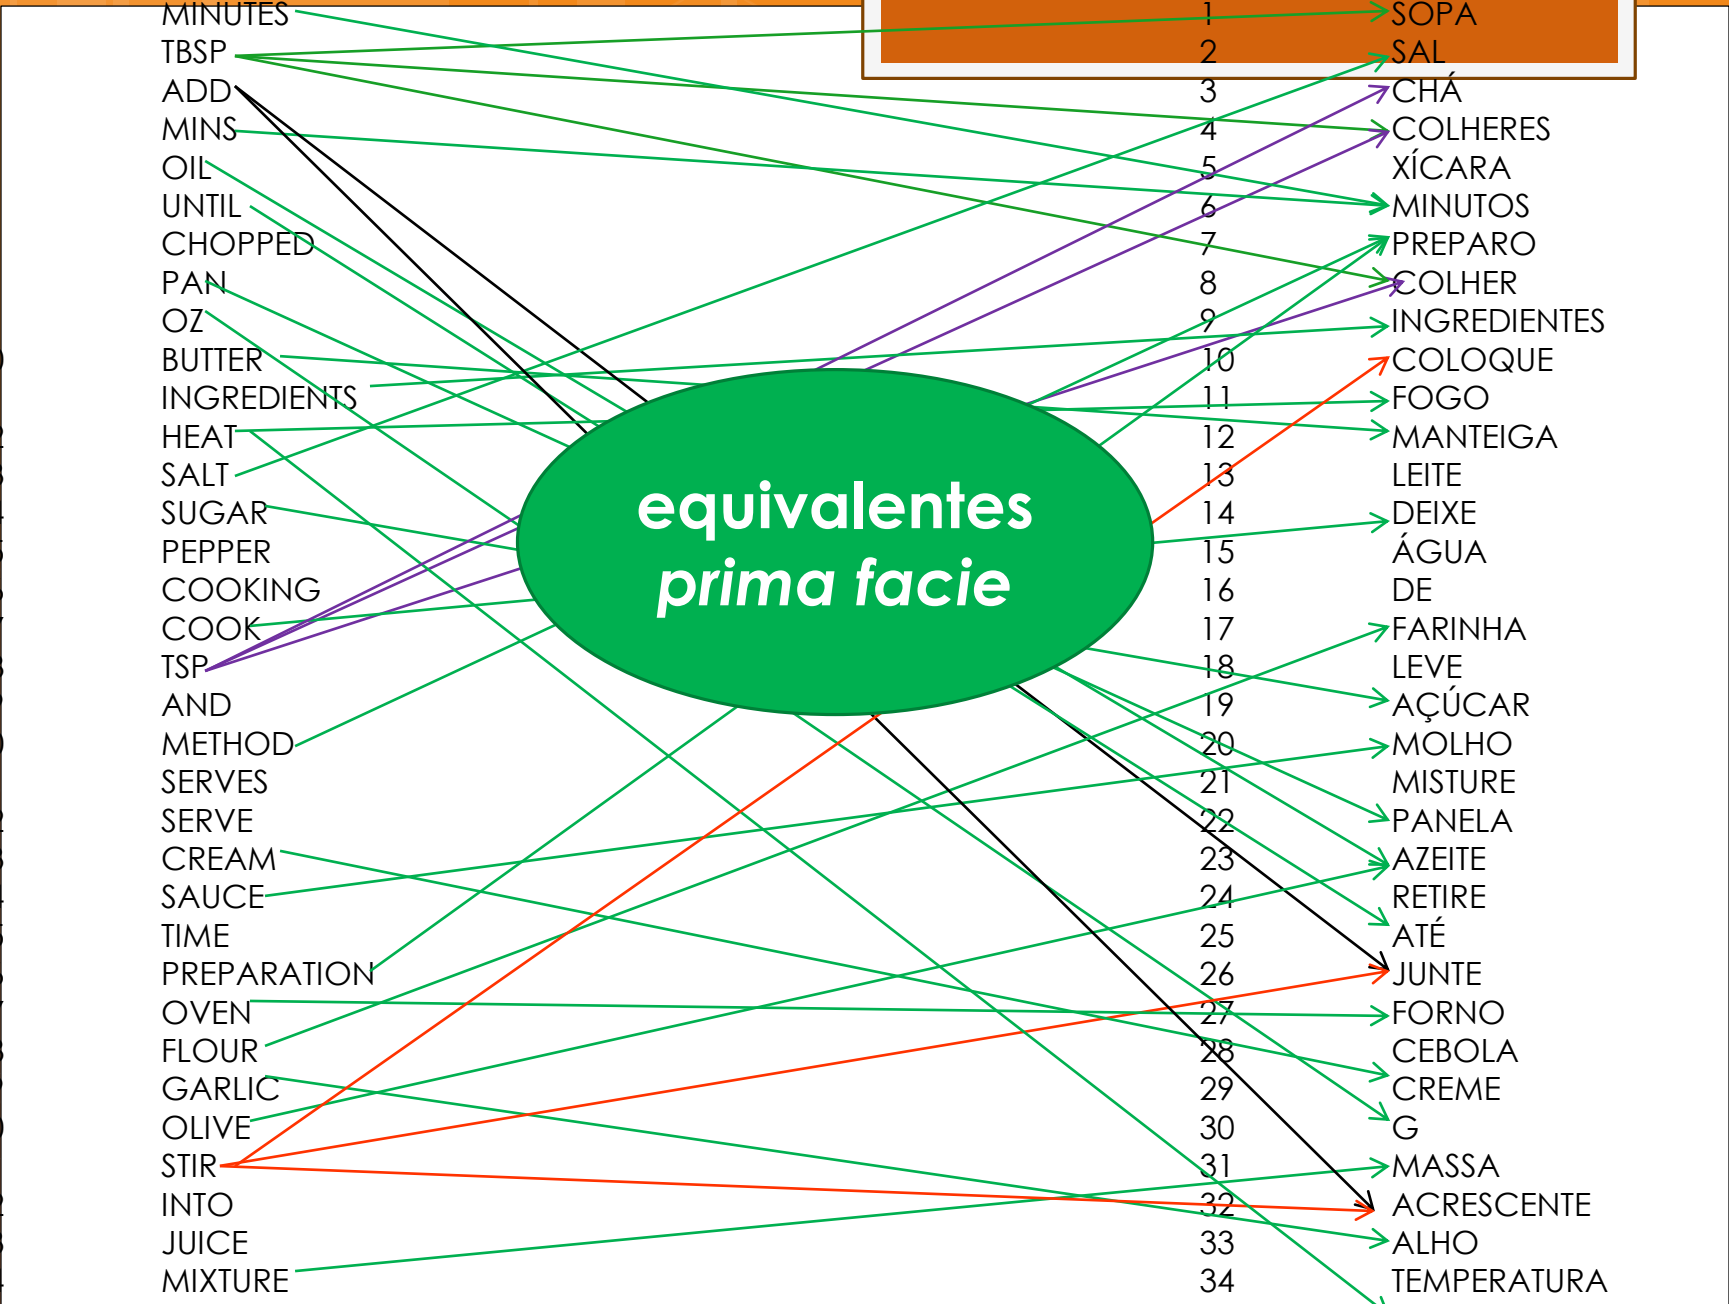 MINUTES 1 SOPA
TBSP 2 SAL
ADD 3 CHÁ
MINS 4 COLHERES
OIL 5 XÍCARA
UNTIL 6 MINUTOS
CHOPPED 7 PREPARO
PAN 8 COLHER
OZ 9 INGREDIENTES
BUTTER 10 COLOQUE
INGREDIENTS 11 FOGO
HEAT 12 MANTEIGA
SALT 13 LEITE
SUGAR 14 DEIXE
PEPPER 15 ÁGUA
COOKING 16 DE
COOK 17 FARINHA
TSP 18 LEVE
AND 19 AÇÚCAR
METHOD 20 MOLHO
SERVES 21 MISTURE
SERVE 22 PANELA
CREAM 23 AZEITE
SAUCE 24 RETIRE
TIME 25 ATÉ
PREPARATION 26 JUNTE
OVEN 27 FORNO
FLOUR 28 CEBOLA
GARLIC 29 CREME
OLIVE 30 G
STIR 31 MASSA
INTO 32 ACRESCENTE
JUICE 33 ALHO
MIXTURE 34 TEMPERATURA
equivalentes
prima facie